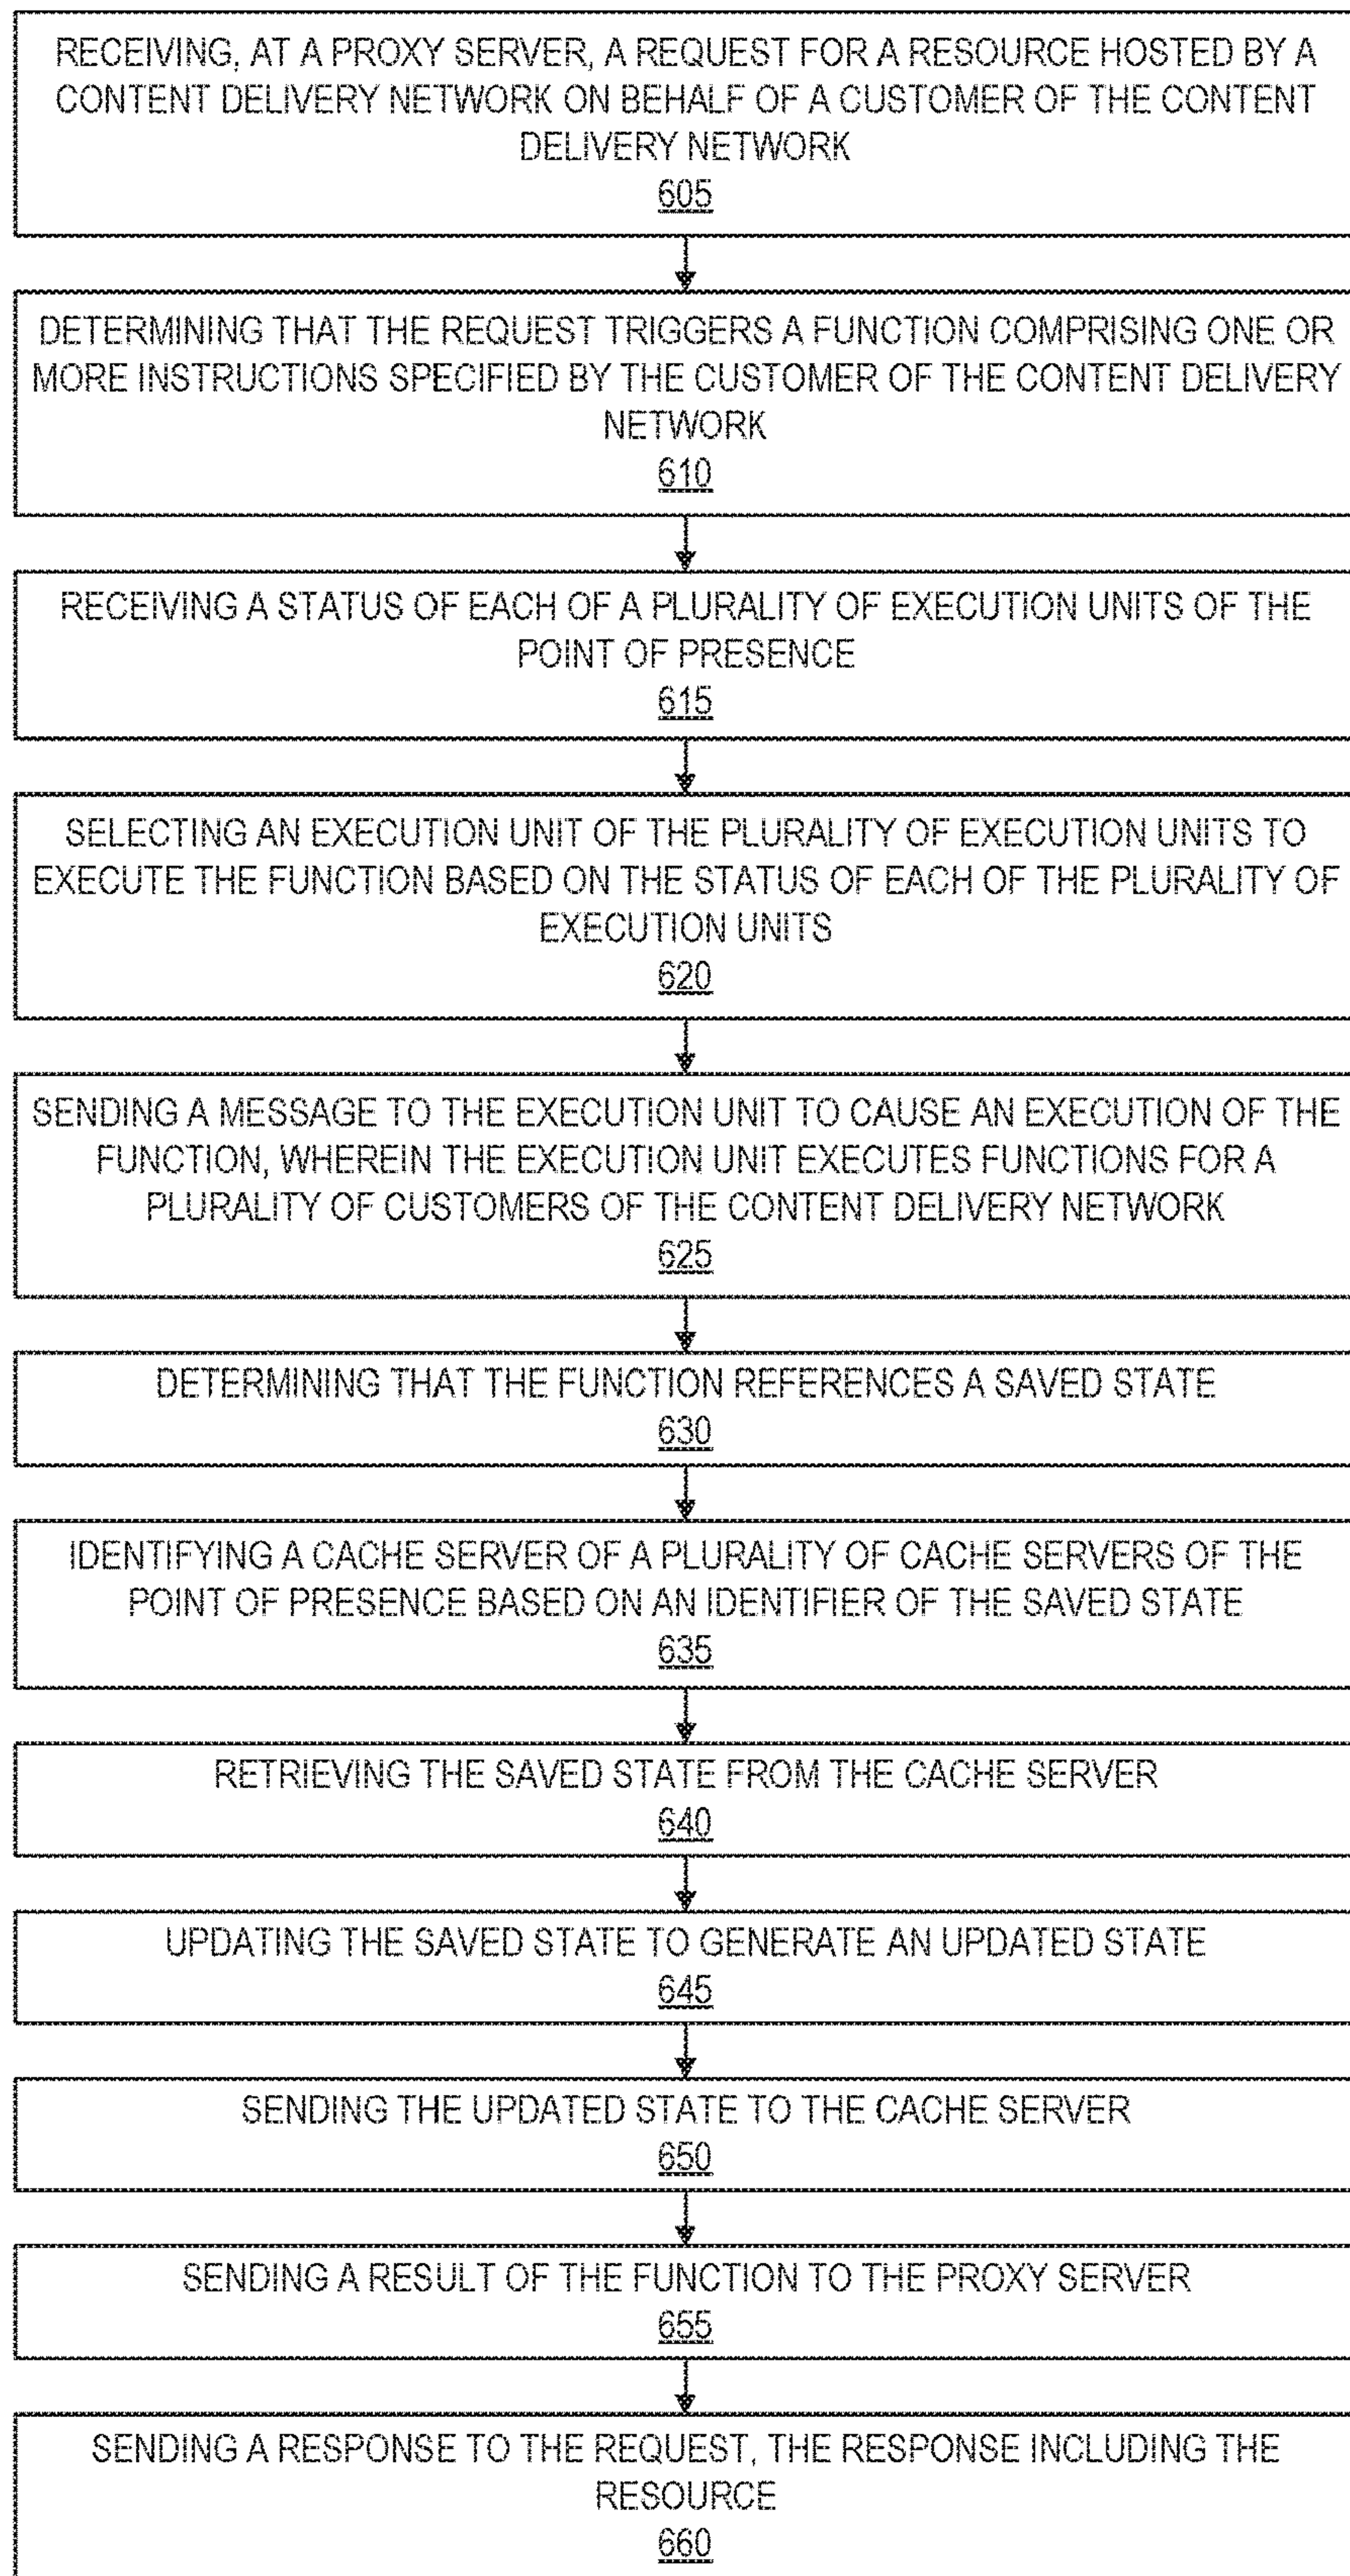 RECEIVING, AT A PROXY SERVER, A REQUEST FOR A RESOURCE HOSTED BY A
CONTENT DELIVERY NETWORK ON BEHALF OF A CUSTOMER OF THE CONTENT
DELIVERY NETWORK
605
DETERMINING THAT THE REQUEST TRIGGERS A FUNCTION COMPRISING ONE OR
MORE INSTRUCTIONS SPECIFIED BY THE CUSTOMER OF THE CONTENT DELIVERY
NETWORK
610
RECEIVING A STATUS OF EACH OF A PLURALITY OF EXECUTION UNITS OF THE
POINT OF PRESENCE
615
SELECTING AN EXECUTION UNIT OF THE PLURALITY OF EXECUTION UNITS TO
EXECUTE THE FUNCTION BASED ON THE STATUS OF EACH OF THE PLURALITY OF
EXECUTION UNITS
620
SENDING A MESSAGE TO THE EXECUTION UNIT TO CAUSE AN EXECUTION OF THE
FUNCTION, WHEREIN THE EXECUTION UNIT EXECUTES FUNCTIONS FOR A
PLURALITY OF CUSTOMERS OF THE CONTENT DELIVERY NETWORK
625
DETERMINING THAT THE FUNCTION REFERENCES A SAVED STATE
630
IDENTIFYING A CACHE SERVER OF A PLURALITY OF CACHE SERVERS OF THE
POINT OF PRESENCE BASED ON AN IDENTIFIER OF THE SAVED STATE
635
RETRIEVING THE SAVED STATE FROM THE CACHE SERVER
640
UPDATING THE SAVED STATE TO GENERATE AN UPDATED STATE
645
SENDING THE UPDATED STATE TO THE CACHE SERVER
650
SENDING A RESULT OF THE FUNCTION TO THE PROXY SERVER
655
SENDING A RESPONSE TO THE REQUEST, THE RESPONSE INCLUDING THE
RESOURCE
660